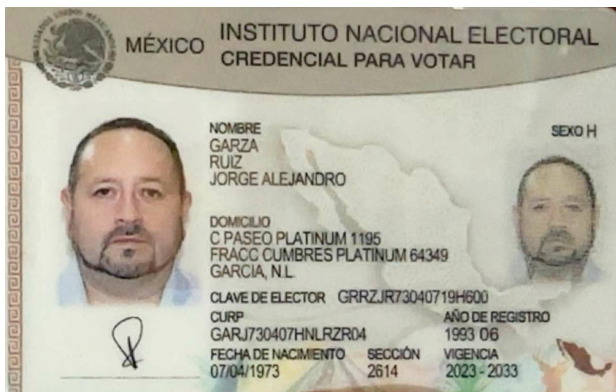 MÉXICO INSTITUTO NACIONAL ELECTORAL
CREDENCIAL PARA VOTAR
NOMBRE SEXO H
GARZA
RUIZ
JORGE ALEJANDRO
DOMICILIO
C PASEO PLATINUM 1195
FRACC CUMBRES PLATINUM 64349
GARCIA, N.L.
CLAVE DE ELECTOR GRRZJR73040719H600
CURP AÑO DE REGISTRO
GARJ730407HNLRZR04 1993 06
FECHA DE NACIMIENTO SECCIÓN VIGENCIA
07/04/1973 2614 2023 - 2033